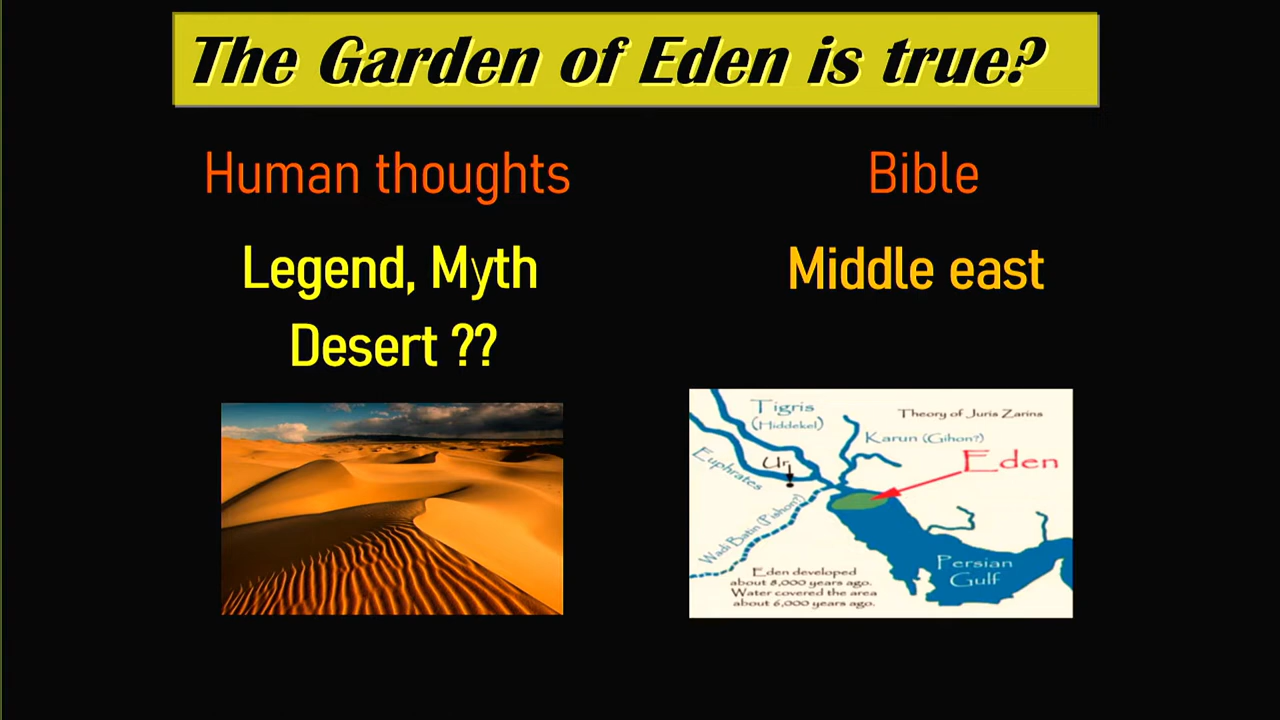 The Garden of Eden is true?
Human thoughts
Legend, Myth
Desert ??
Bible
Middle east
Tigris
(Hiddekel)
Theory of Juris Zarins
Karun (Gihon?)
Ur
Eden
Euphrates
Wadi Batin (Pishon?)
Persian
Gulf
Eden developed
about 8,000 years ago.
Water covered the area
about 6,000 years ago.